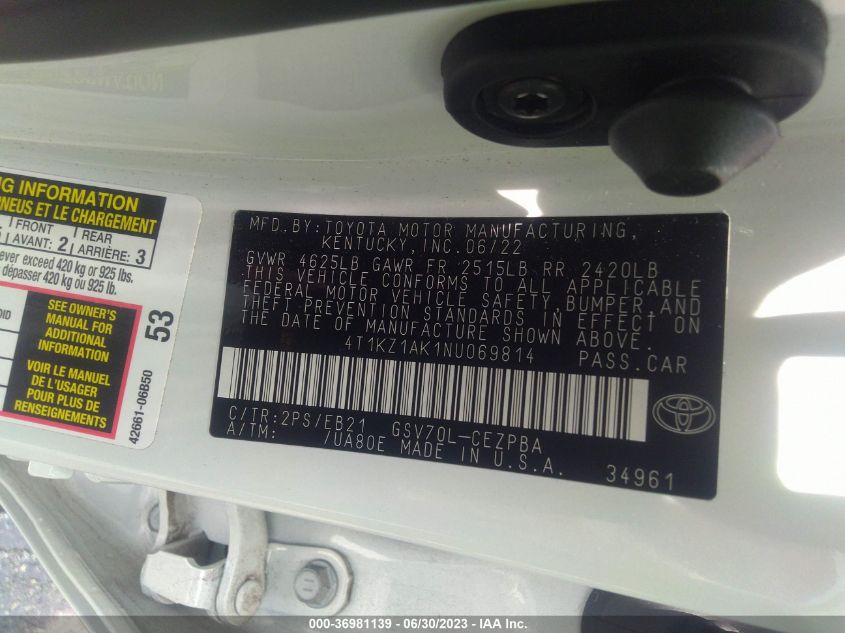 NG INFORMATION
PNEUS ET LE CHARGEMENT
FRONT
AVANT: 2
REAR
ARRIÈRE: 3
never exceed 420 kg or 925 lbs.
dépasser 420 kg ou 925 lb.
SEE OWNER'S
MANUAL FOR
ADDITIONAL
INFORMATION
VOIR LE MANUEL
DE L'USAGER
POUR PLUS DE
RENSEIGNEMENTS
53
42661-06B50
MFD. BY: TOYOTA MOTOR MANUFACTURING,
KENTUCKY, INC. 06/22
GVWR 4625LB GAWR FR 2515LB RR 2420LB
THIS VEHICLE CONFORMS TO ALL APPLICABLE
FEDERAL MOTOR VEHICLE SAFETY, BUMPER, AND
THEFT PREVENTION STANDARDS IN EFFECT ON
THE DATE OF MANUFACTURE SHOWN ABOVE.
4T1KZ1AK1NU069814 PASS. CAR
C/TR: 2PS/EB21 GSV70L-CEZPBA
A/TM: /UA80E MADE IN U.S.A. 34961
000-36981139 - 06/30/2023 - IAA Inc.